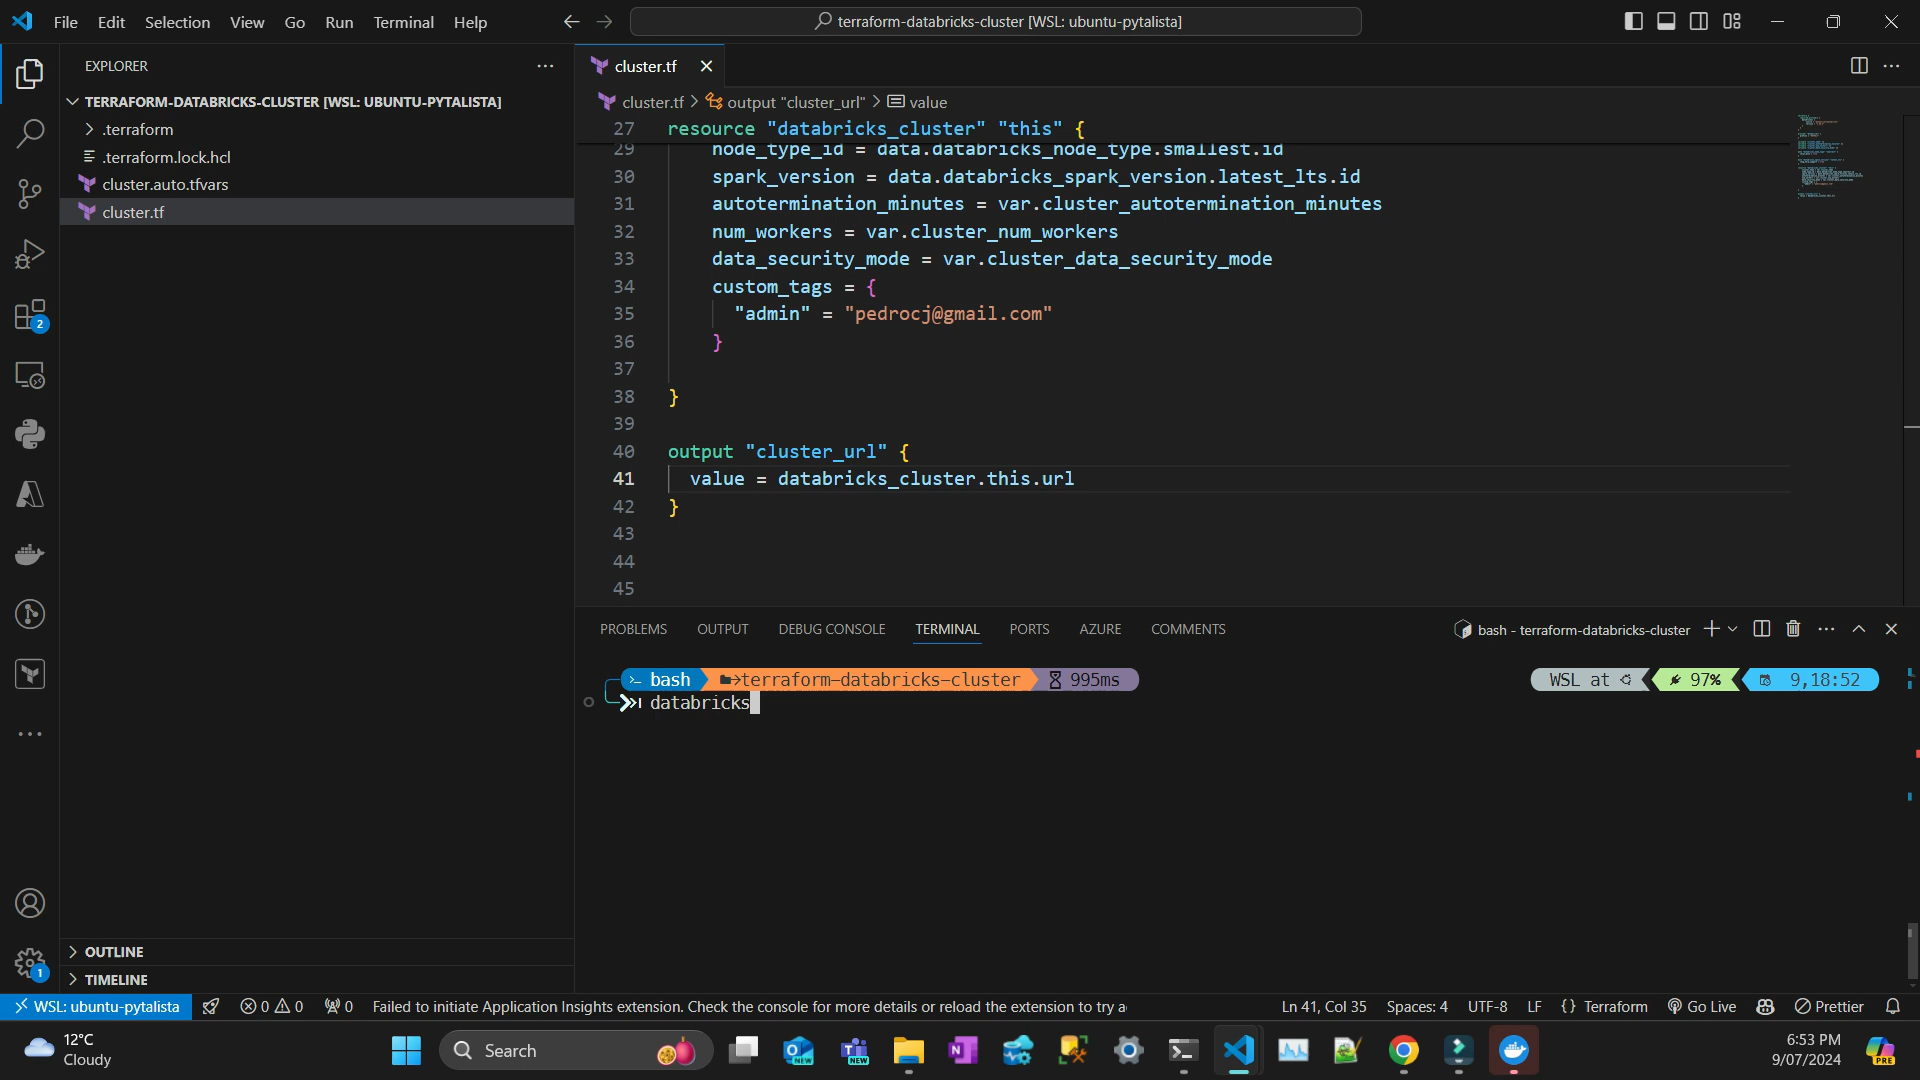 File Edit Selection View Go Run Terminal Help
terraform-databricks-cluster [WSL: ubuntu-pytalista]
EXPLORER
TERRAFORM-DATABRICKS-CLUSTER [WSL: UBUNTU-PYTALISTA]
.terraform
.terraform.lock.hcl
cluster.auto.tfvars
cluster.tf
OUTLINE
TIMELINE
2
1
cluster.tf
cluster.tf > output "cluster_url" > value
27 resource "databricks_cluster" "this" {
29 node_type_id = data.databricks_node_type.smallest.id
30 spark_version = data.databricks_spark_version.latest_lts.id
31 autotermination_minutes = var.cluster_autotermination_minutes
32 num_workers = var.cluster_num_workers
33 data_security_mode = var.cluster_data_security_mode
34 custom_tags = {
35 "admin" = "pedrocj@gmail.com"
36 }
37
38 }
39
40 output "cluster_url" {
41 value = databricks_cluster.this.url
42 }
43
44
45
PROBLEMS OUTPUT DEBUG CONSOLE TERMINAL PORTS AZURE COMMENTS
bash - terraform-databricks-cluster
bash terraform-databricks-cluster 995ms WSL at 97% 9,18:52
databricks
WSL: ubuntu-pytalista 0 0 0 Failed to initiate Application Insights extension. Check the console for more details or reload the extension to try a
Ln 41, Col 35 Spaces: 4 UTF-8 LF {} Terraform Go Live Prettier
12°C
Cloudy
Search
NEW
NEW
6:53 PM
9/07/2024
PRE